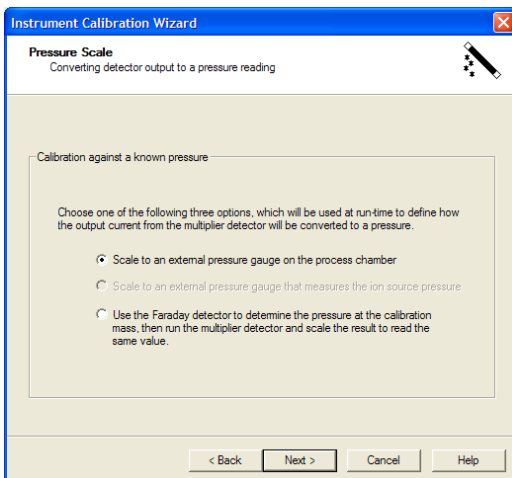 Instrument Calibration Wizard
Pressure Scale
Converting detector output to a pressure reading
Calibration against a known pressure
Choose one of the following three options, which will be used at run-time to define how
the output current from the multiplier detector will be converted to a pressure.
Scale to an external pressure gauge on the process chamber
Scale to an external pressure gauge that measures the ion source pressure
Use the Faraday detector to determine the pressure at the calibration
mass, then run the multiplier detector and scale the result to read the
same value.
< Back Next > Cancel Help